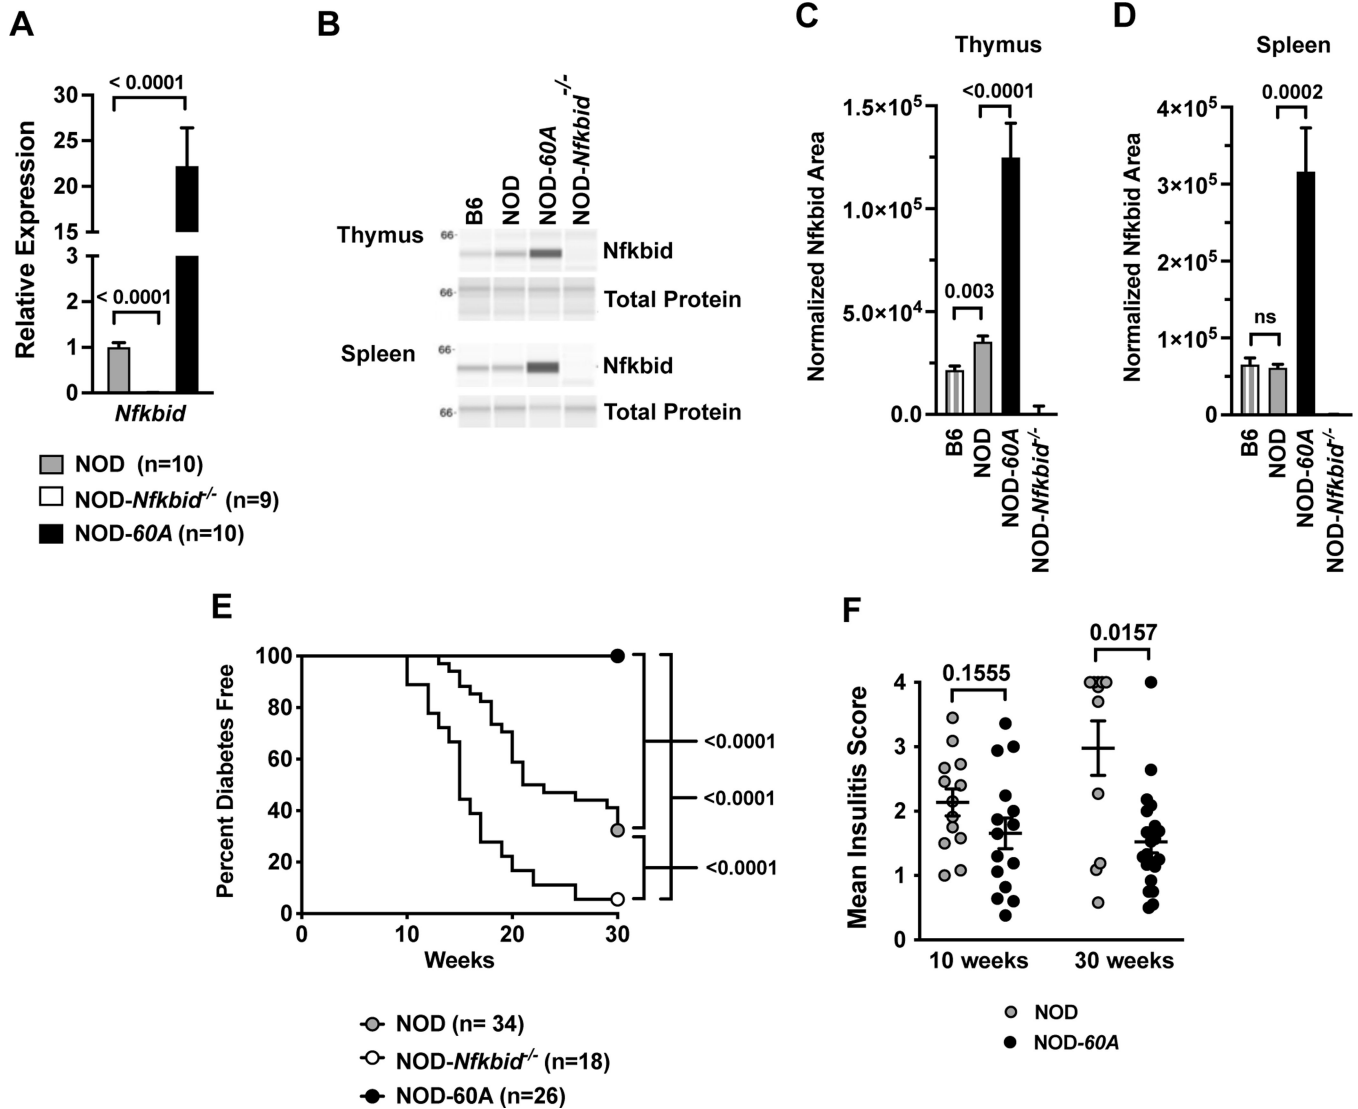 A
< 0.0001
30
25
20
15
3
2
1
0
Relative Expression
< 0.0001
Nfkbid
NOD (n=10)
NOD-Nfkbid-/- (n=9)
NOD-60A (n=10)
B
B6
NOD
NOD-60A
NOD-Nfkbid-/-
Thymus
66-
Nfkbid
66-
Total Protein
Spleen
66-
Nfkbid
66-
Total Protein
C
Thymus
<0.0001
1.5×10⁵
1.0×10⁵
5.0×10⁴
0.0
Normalized Nfkbid Area
0.003
B6
NOD
NOD-60A
NOD-Nfkbid-/-
D
Spleen
0.0002
4×10⁵
3×10⁵
2×10⁵
1×10⁵
0
Normalized Nfkbid Area
ns
B6
NOD
NOD-60A
NOD-Nfkbid-/-
E
100
80
60
40
20
0
Percent Diabetes Free
0 10 20 30
Weeks
<0.0001
<0.0001
<0.0001
NOD (n= 34)
NOD-Nfkbid-/- (n=18)
NOD-60A (n=26)
F
0.0157
0.1555
4
3
2
1
0
Mean Insulitis Score
10 weeks 30 weeks
NOD
NOD-60A